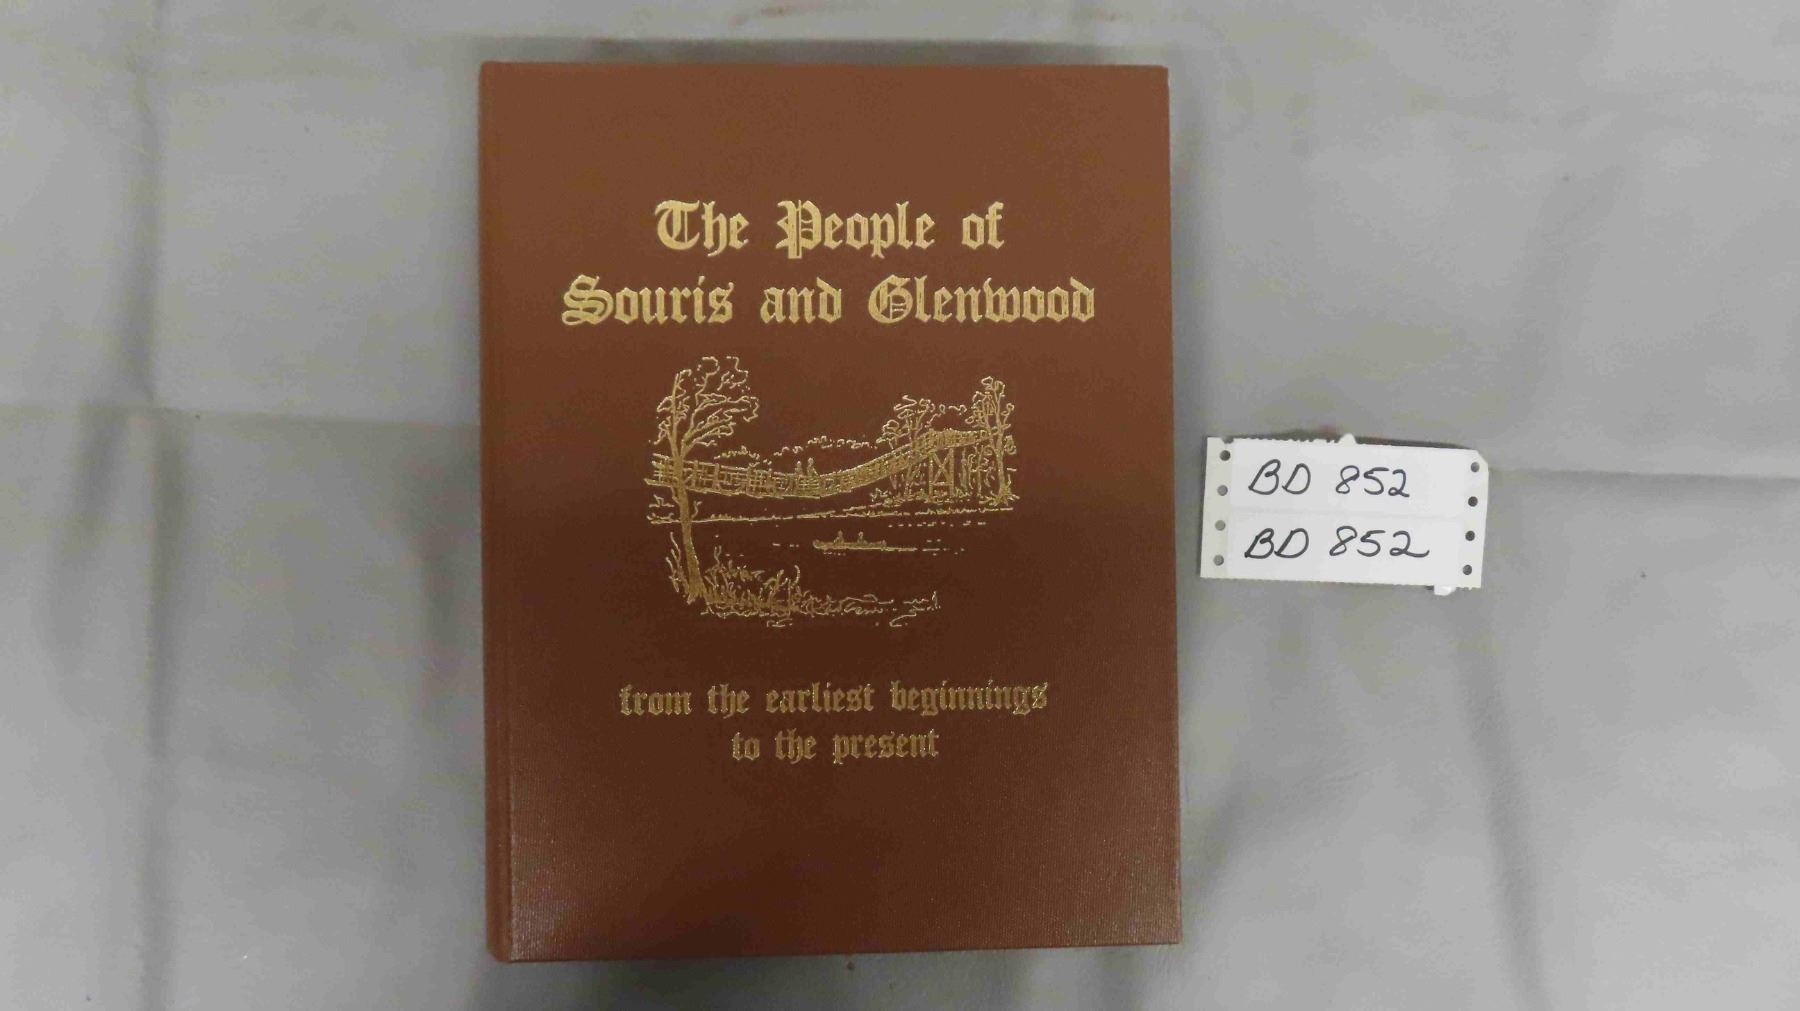 The People of
Souris and Glenwood
from the earliest beginnings
to the present
BD 852
BD 852